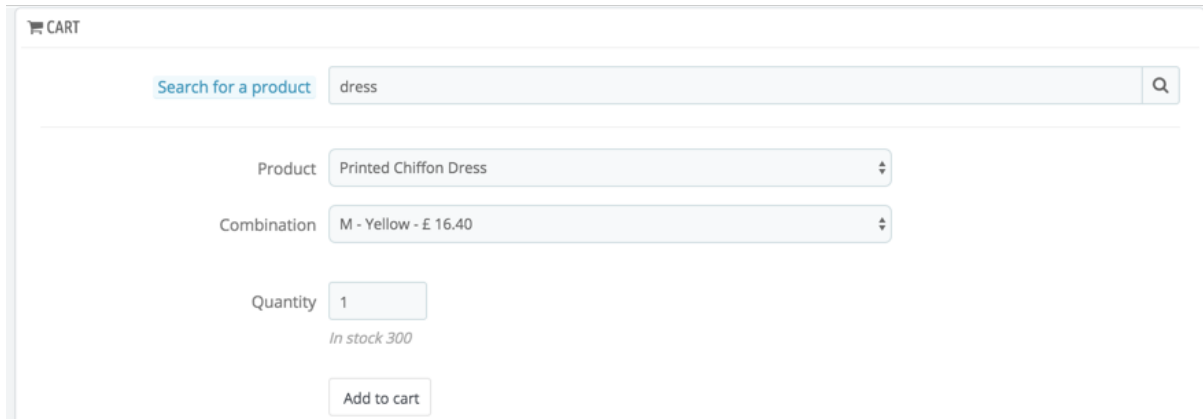 CART
Search for a product dress
Product Printed Chiffon Dress
Combination M - Yellow - £ 16.40
Quantity 1
In stock 300
Add to cart